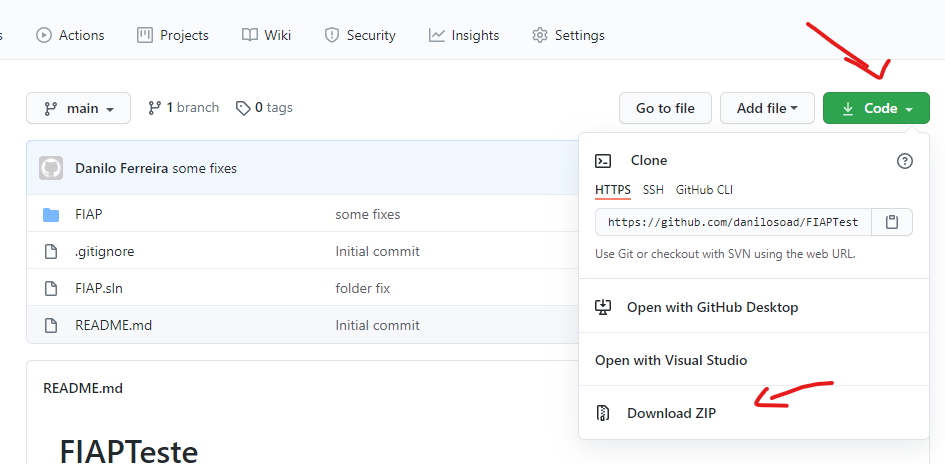 s Actions Projects Wiki Security Insights Settings
main 1 branch 0 tags Go to file Add file Code
Danilo Ferreira some fixes
FIAP some fixes
.gitignore Initial commit
FIAP.sln folder fix
README.md Initial commit
Clone
HTTPS SSH GitHub CLI
https://github.com/danilosoad/FIAPTest
Use Git or checkout with SVN using the web URL.
Open with GitHub Desktop
Open with Visual Studio
Download ZIP
README.md
FIAPTeste